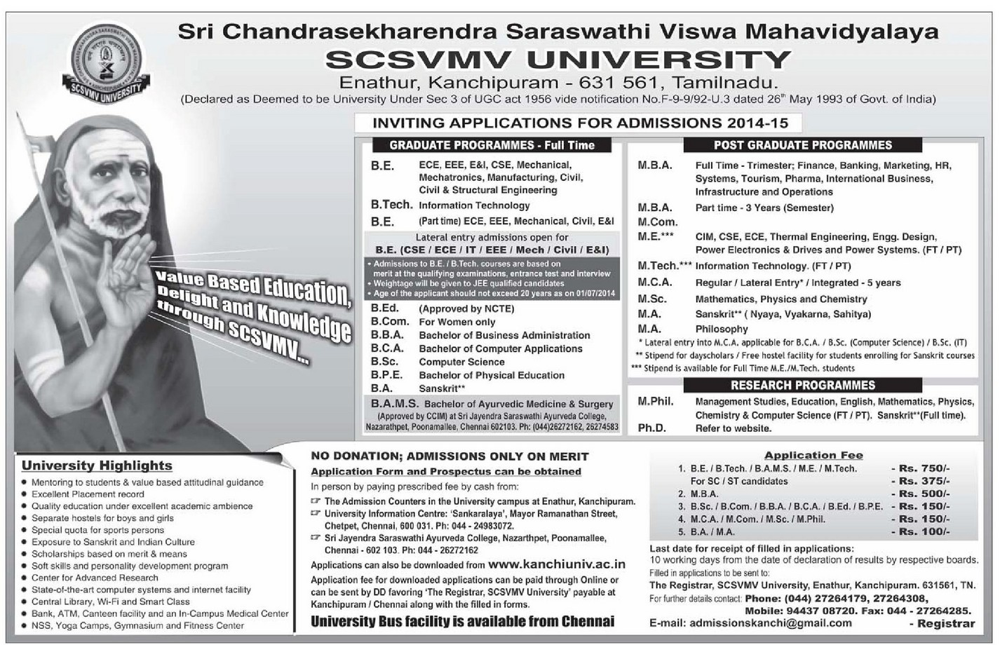 SCSVMV UNIVERSITY
Sri Chandrasekharendra Saraswathi Viswa Mahavidyalaya
SCSVMV UNIVERSITY
Enathur, Kanchipuram - 631 561, Tamilnadu.
(Declared as Deemed to be University Under Sec 3 of UGC act 1956 vide notification No.F-9-9/92-U.3 dated 26th May 1993 of Govt. of India)
INVITING APPLICATIONS FOR ADMISSIONS 2014-15
Value Based Education,
Delight and Knowledge
through SCSVMV...
GRADUATE PROGRAMMES - Full Time
B.E. ECE, EEE, E&I, CSE, Mechanical,
Mechatronics, Manufacturing, Civil,
Civil & Structural Engineering
B.Tech. Information Technology
B.E. (Part time) ECE, EEE, Mechanical, Civil, E&I
Lateral entry admissions open for
B.E. (CSE / ECE / IT / EEE / Mech / Civil / E&I)
• Admissions to B.E. / B.Tech. courses are based on
merit at the qualifying examinations, entrance test and interview
• Weightage will be given to JEE qualified candidates
• Age of the applicant should not exceed 20 years as on 01/07/2014
B.Ed. (Approved by NCTE)
B.Com. For Women only
B.B.A. Bachelor of Business Administration
B.C.A. Bachelor of Computer Applications
B.Sc. Computer Science
B.P.E. Bachelor of Physical Education
B.A. Sanskrit**
B.A.M.S. Bachelor of Ayurvedic Medicine & Surgery
(Approved by CCIM) at Sri Jayendra Saraswathi Ayurveda College,
Nazarathpet, Poonamallee, Chennai 602103. Ph: (044)26272162, 26274583
POST GRADUATE PROGRAMMES
M.B.A. Full Time - Trimester; Finance, Banking, Marketing, HR,
Systems, Tourism, Pharma, International Business,
Infrastructure and Operations
M.B.A. Part time - 3 Years (Semester)
M.Com.
M.E.*** CIM, CSE, ECE, Thermal Engineering, Engg. Design,
Power Electronics & Drives and Power Systems. (FT / PT)
M.Tech.*** Information Technology. (FT / PT)
M.C.A. Regular / Lateral Entry* / Integrated - 5 years
M.Sc. Mathematics, Physics and Chemistry
M.A. Sanskrit** ( Nyaya, Vyakarna, Sahitya)
M.A. Philosophy
* Lateral entry into M.C.A. applicable for B.C.A. / B.Sc. (Computer Science) / B.Sc. (IT)
** Stipend for dayscholars / Free hostel facility for students enrolling for Sanskrit courses
*** Stipend is available for Full Time M.E./M.Tech. students
RESEARCH PROGRAMMES
M.Phil. Management Studies, Education, English, Mathematics, Physics,
Chemistry & Computer Science (FT / PT). Sanskrit**(Full time).
Ph.D. Refer to website.
University Highlights
• Mentoring to students & value based attitudinal guidance
• Excellent Placement record
• Quality education under excellent academic ambience
• Separate hostels for boys and girls
• Special quota for sports persons
• Exposure to Sanskrit and Indian Culture
• Scholarships based on merit & means
• Soft skills and personality development program
• Center for Advanced Research
• State-of-the-art computer systems and internet facility
• Central Library, Wi-Fi and Smart Class
• Bank, ATM, Canteen facility and an In-Campus Medical Center
• NSS, Yoga Camps, Gymnasium and Fitness Center
NO DONATION; ADMISSIONS ONLY ON MERIT
Application Form and Prospectus can be obtained
In person by paying prescribed fee by cash from:
☞ The Admission Counters in the University campus at Enathur, Kanchipuram.
☞ University Information Centre: 'Sankaralaya', Mayor Ramanathan Street,
Chetpet, Chennai, 600 031. Ph: 044 - 24983072.
☞ Sri Jayendra Saraswathi Ayurveda College, Nazarthpet, Poonamallee,
Chennai - 602 103. Ph: 044 - 26272162
Applications can also be downloaded from www.kanchiuniv.ac.in
Application fee for downloaded applications can be paid through Online or
can be sent by DD favoring 'The Registrar, SCSVMV University' payable at
Kanchipuram / Chennai along with the filled in forms.
University Bus facility is available from Chennai
Application Fee
1. B.E. / B.Tech. / B.A.M.S. / M.E. / M.Tech. - Rs. 750/-
For SC / ST candidates - Rs. 375/-
2. M.B.A. - Rs. 500/-
3. B.Sc. / B.Com. / B.B.A. / B.C.A. / B.Ed. / B.P.E. - Rs. 150/-
4. M.C.A. / M.Com. / M.Sc. / M.Phil. - Rs. 150/-
5. B.A. / M.A. - Rs. 100/-
Last date for receipt of filled in applications:
10 working days from the date of declaration of results by respective boards.
Filled in applications to be sent to:
The Registrar, SCSVMV University, Enathur, Kanchipuram. 631561, TN.
For further details contact: Phone: (044) 27264179, 27264308,
Mobile: 94437 08720. Fax: 044 - 27264285.
E-mail: admissionskanchi@gmail.com - Registrar